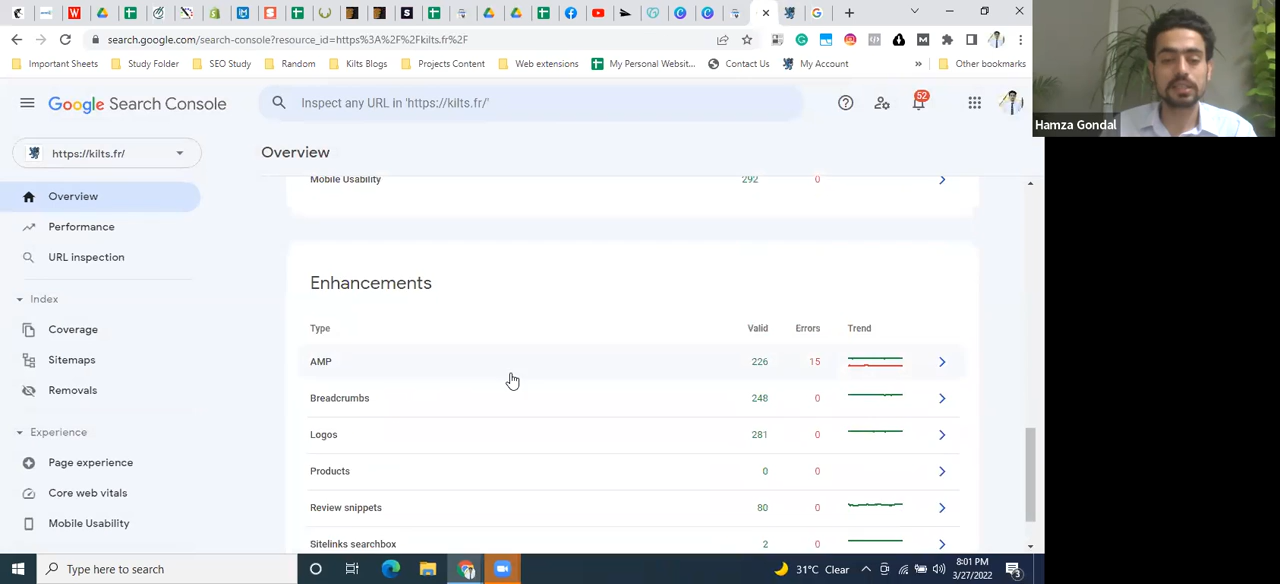 search.google.com/search-console?resource_id=https%3A%2F%2Fkilts.fr%2F
Important Sheets
Study Folder
SEO Study
Random
Kilts Blogs
Projects Content
Web extensions
My Personal Websit...
Contact Us
My Account
»
Other bookmarks
Google Search Console
Inspect any URL in 'https://kilts.fr/'
52
Hamza Gondal
https://kilts.fr/
Overview
Overview
Performance
URL inspection
Index
Coverage
Sitemaps
Removals
Experience
Page experience
Core web vitals
Mobile Usability
Mobile Usability 292 0
Enhancements
Type Valid Errors Trend
AMP 226 15
Breadcrumbs 248 0
Logos 281 0
Products 0 0
Review snippets 80 0
Sitelinks searchbox 2 0
Type here to search
31°C Clear
8:01 PM
3/27/2022
3